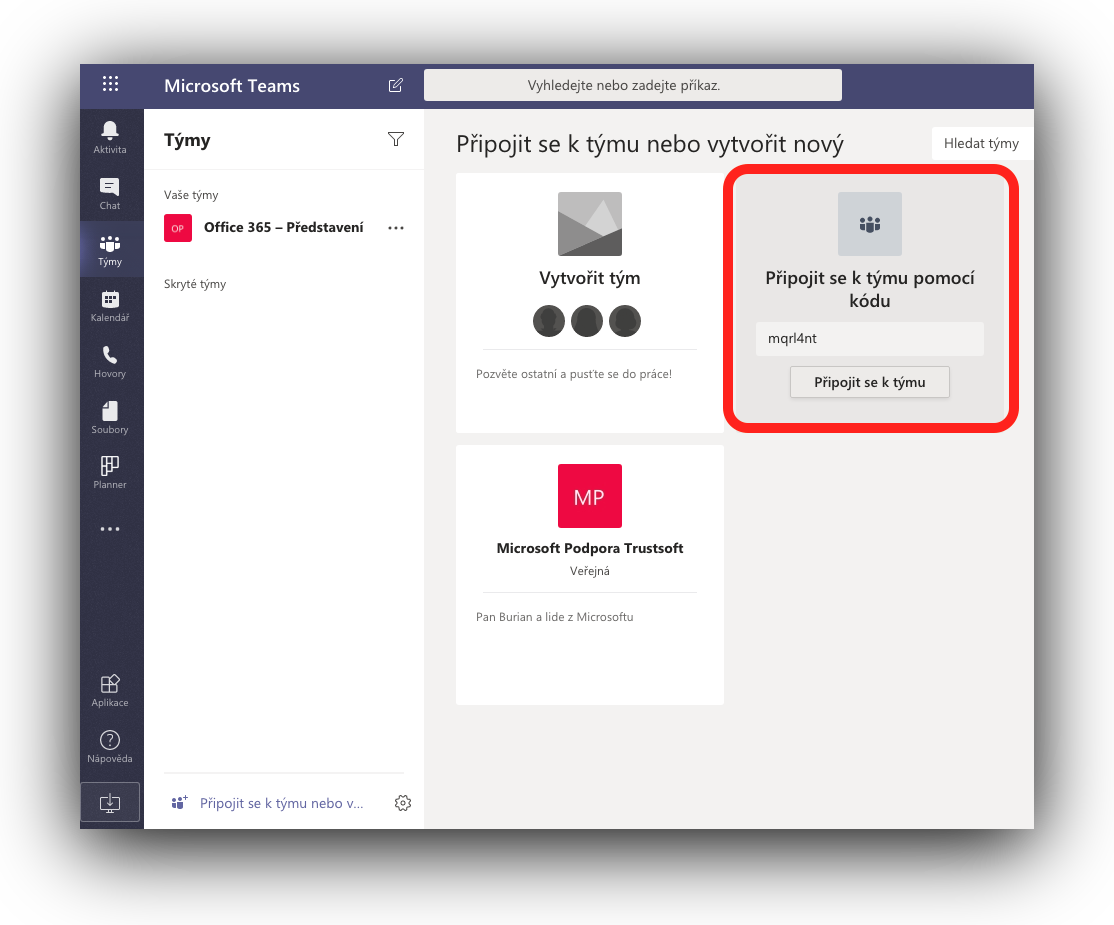 Microsoft Teams
Vyhledejte nebo zadejte příkaz.
Aktivita
Chat
Týmy
Kalendář
Hovory
Soubory
Planner
Aplikace
Nápověda
Týmy
Vaše týmy
OP
Office 365 – Představení
Skryté týmy
Připojit se k týmu nebo v...
Připojit se k týmu nebo vytvořit nový
Hledat týmy
Vytvořit tým
Pozvěte ostatní a pusťte se do práce!
Připojit se k týmu pomocí
kódu
mqrl4nt
Připojit se k týmu
MP
Microsoft Podpora Trustsoft
Veřejná
Pan Burian a lide z Microsoftu